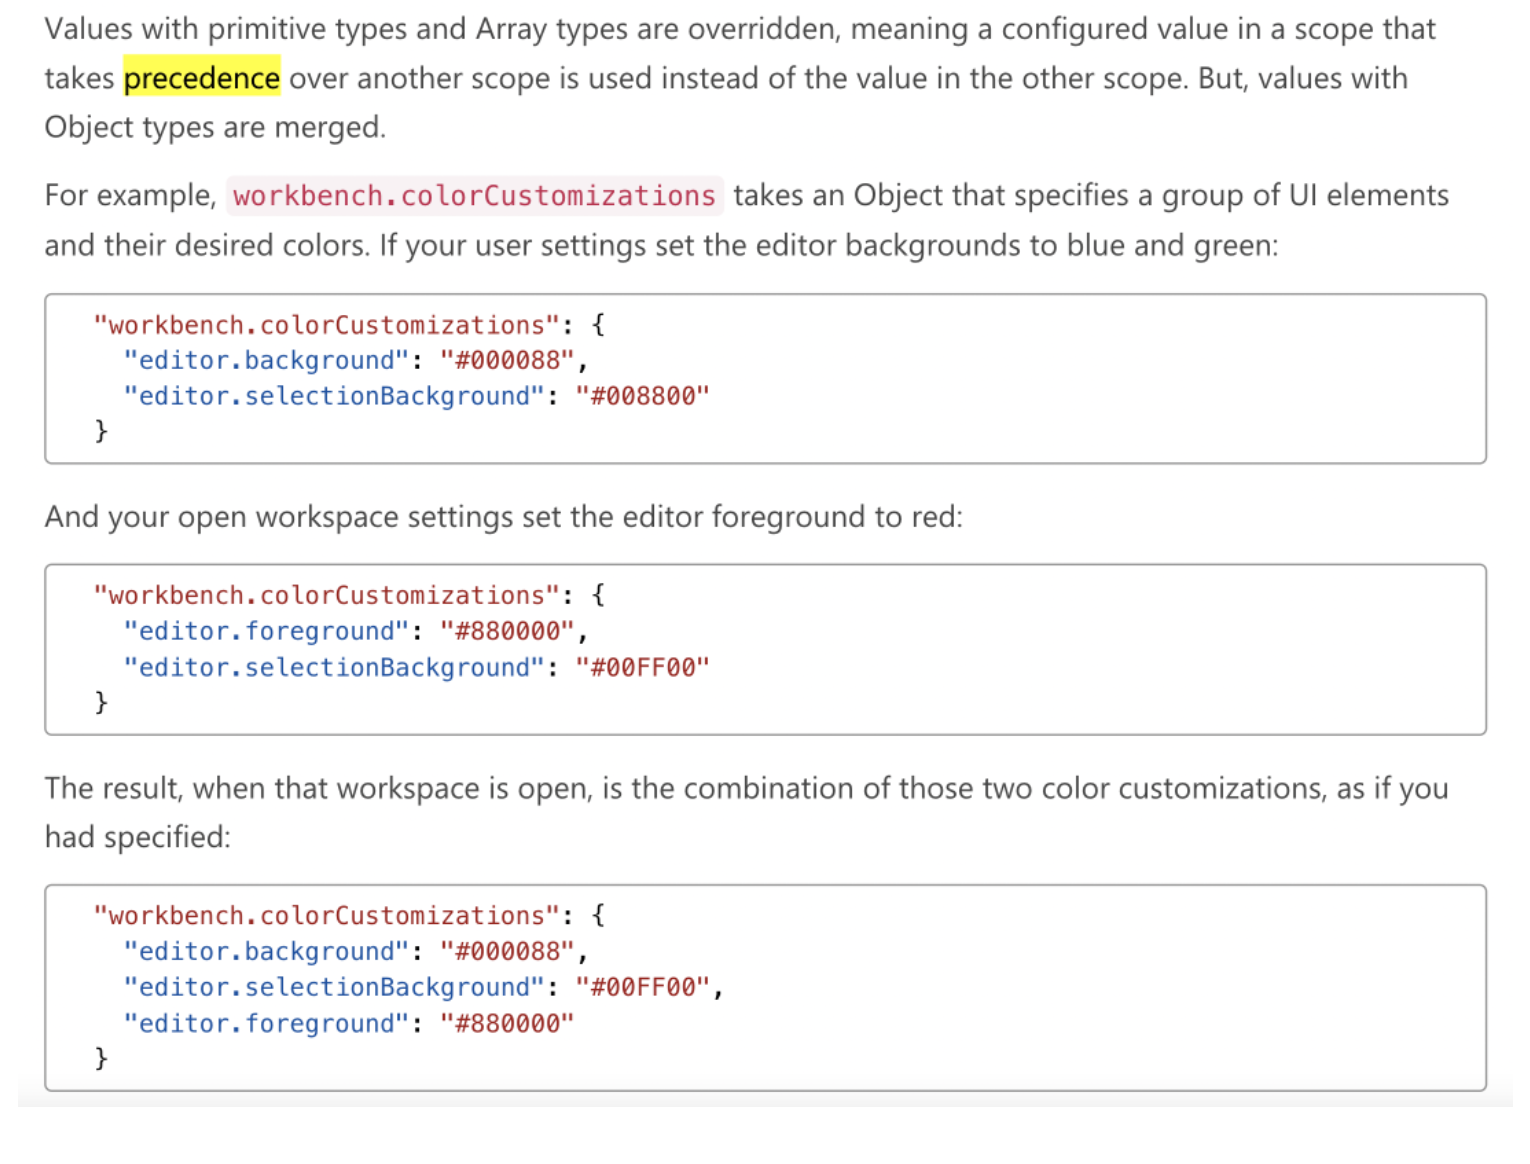 Values with primitive types and Array types are overridden, meaning a configured value in a scope that
takes precedence over another scope is used instead of the value in the other scope. But, values with
Object types are merged.
For example, workbench.colorCustomizations takes an Object that specifies a group of UI elements
and their desired colors. If your user settings set the editor backgrounds to blue and green:
"workbench.colorCustomizations": {
  "editor.background": "#000088",
  "editor.selectionBackground": "#008800"
}
And your open workspace settings set the editor foreground to red:
"workbench.colorCustomizations": {
  "editor.foreground": "#880000",
  "editor.selectionBackground": "#00FF00"
}
The result, when that workspace is open, is the combination of those two color customizations, as if you
had specified:
"workbench.colorCustomizations": {
  "editor.background": "#000088",
  "editor.selectionBackground": "#00FF00",
  "editor.foreground": "#880000"
}